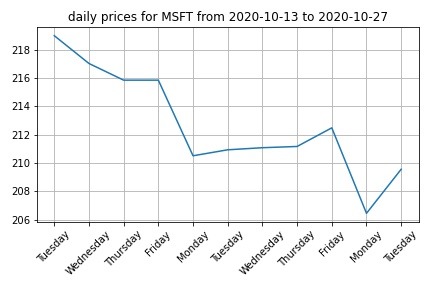 daily prices for MSFT from 2020-10-13 to 2020-10-27
218
216
214
212
210
208
206
Tuesday
Wednesday
Thursday
Friday
Monday
Tuesday
Wednesday
Thursday
Friday
Monday
Tuesday